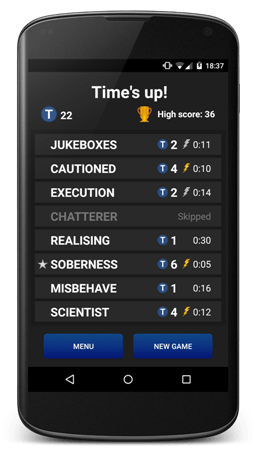 18:37
Time's up!
T 22 High score: 36
JUKEBOXES T 2 0:11
CAUTIONED T 4 0:10
EXECUTION T 2 0:14
CHATTERER Skipped
REALISING T 1 0:30
SOBERNESS T 6 0:05
MISBEHAVE T 1 0:16
SCIENTIST T 4 0:12
MENU NEW GAME